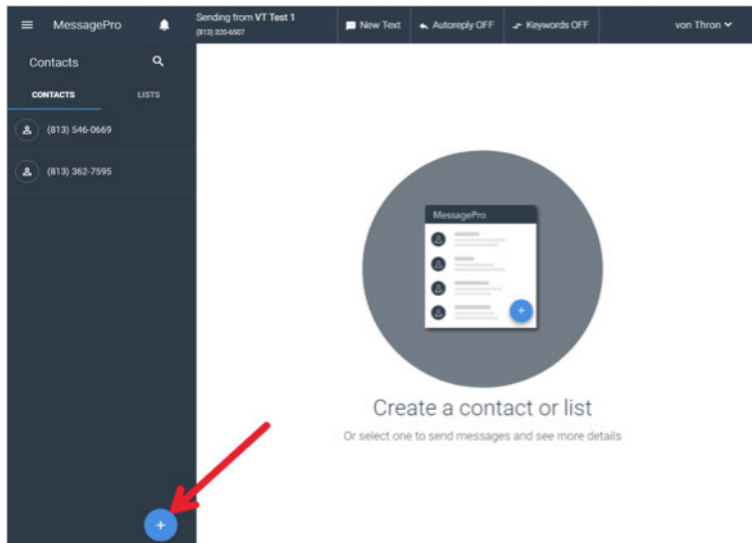 MessagePro
Sending from VT Test 1
(813) 320-6507
New Text
Autoreply OFF
Keywords OFF
von Thron
Contacts
CONTACTS
LISTS
(813) 546-0669
(813) 362-7595
MessagePro
Create a contact or list
Or select one to send messages and see more details